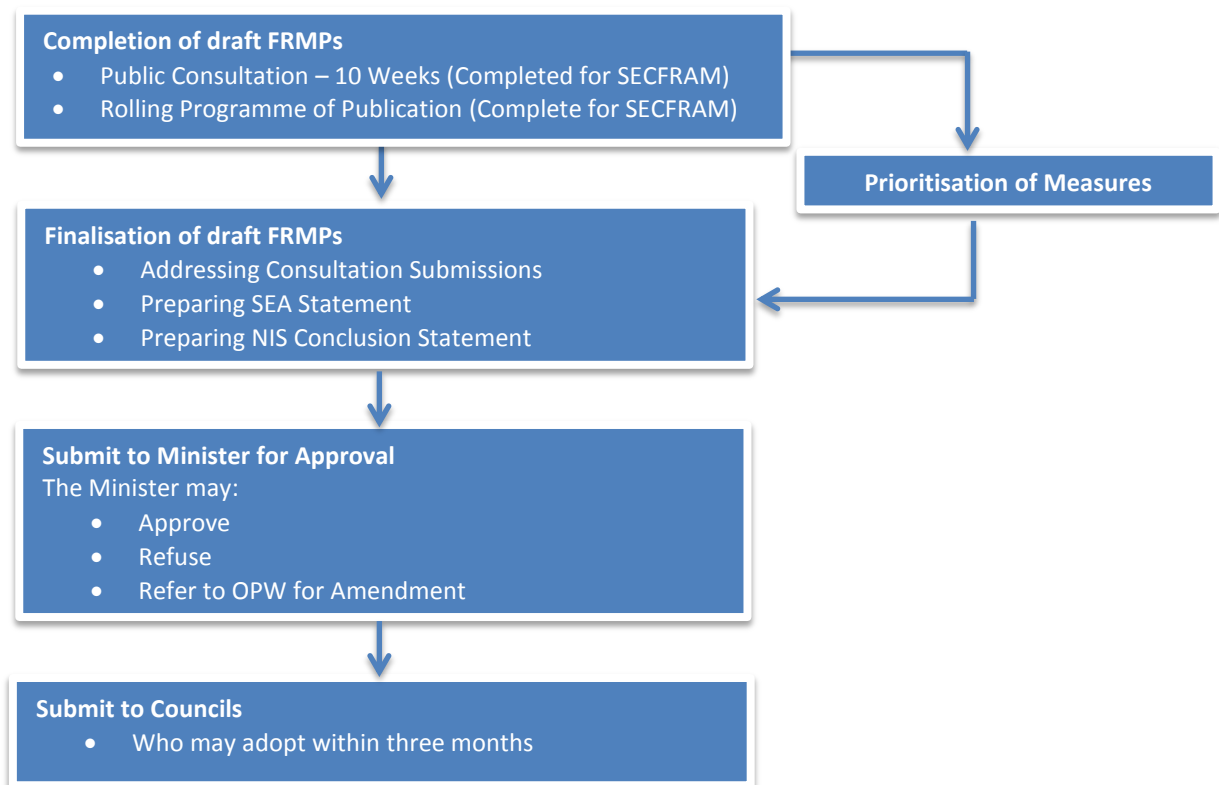 Completion of draft FRMPs
• Public Consultation – 10 Weeks (Completed for SECFRAM)
• Rolling Programme of Publication (Complete for SECFRAM)
Prioritisation of Measures
Finalisation of draft FRMPs
• Addressing Consultation Submissions
• Preparing SEA Statement
• Preparing NIS Conclusion Statement
Submit to Minister for Approval
The Minister may:
• Approve
• Refuse
• Refer to OPW for Amendment
Submit to Councils
• Who may adopt within three months